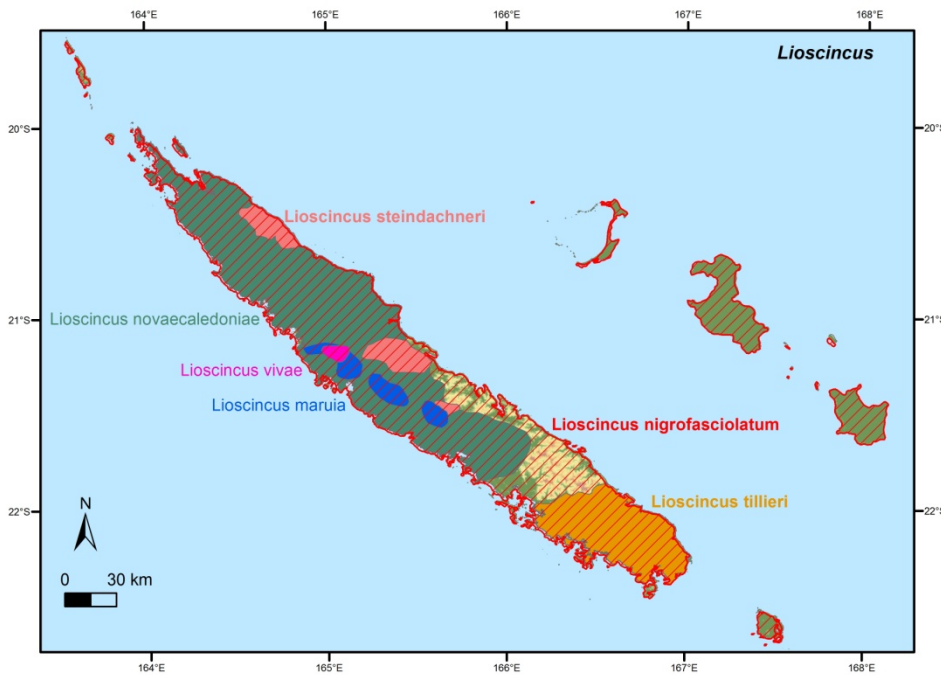 164°E 165°E 166°E 167°E 168°E
Lioscincus
20°S 20°S
Lioscincus steindachneri
21°S 21°S
Lioscincus novaecaledoniae
Lioscincus vivae
Lioscincus maruia
Lioscincus nigrofasciolatum
Lioscincus tillieri
22°S 22°S
N
0 30 km
164°E 165°E 166°E 167°E 168°E